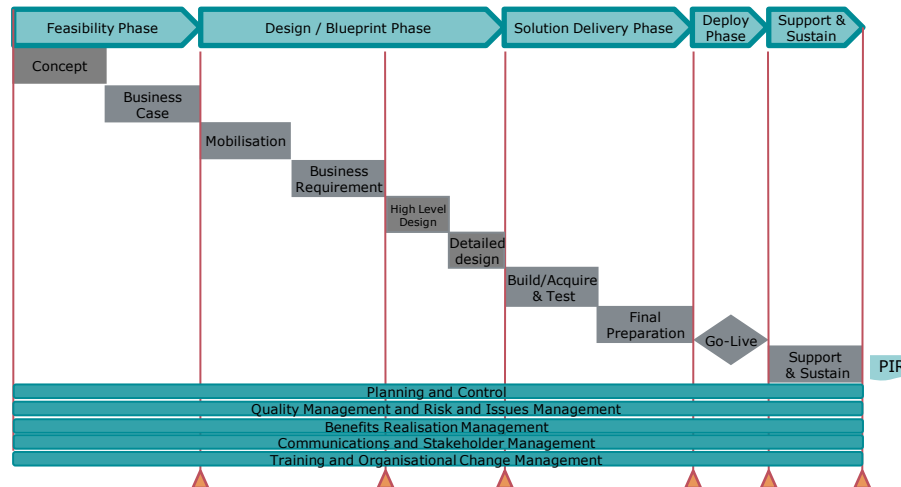 Feasibility Phase
Design / Blueprint Phase
Solution Delivery Phase
Deploy
Phase
Support &
Sustain
Concept
Business
Case
Mobilisation
Business
Requirement
High Level
Design
Detailed
design
Build/Acquire
& Test
Final
Preparation
Go-Live
Support
& Sustain
PIR
Planning and Control
Quality Management and Risk and Issues Management
Benefits Realisation Management
Communications and Stakeholder Management
Training and Organisational Change Management